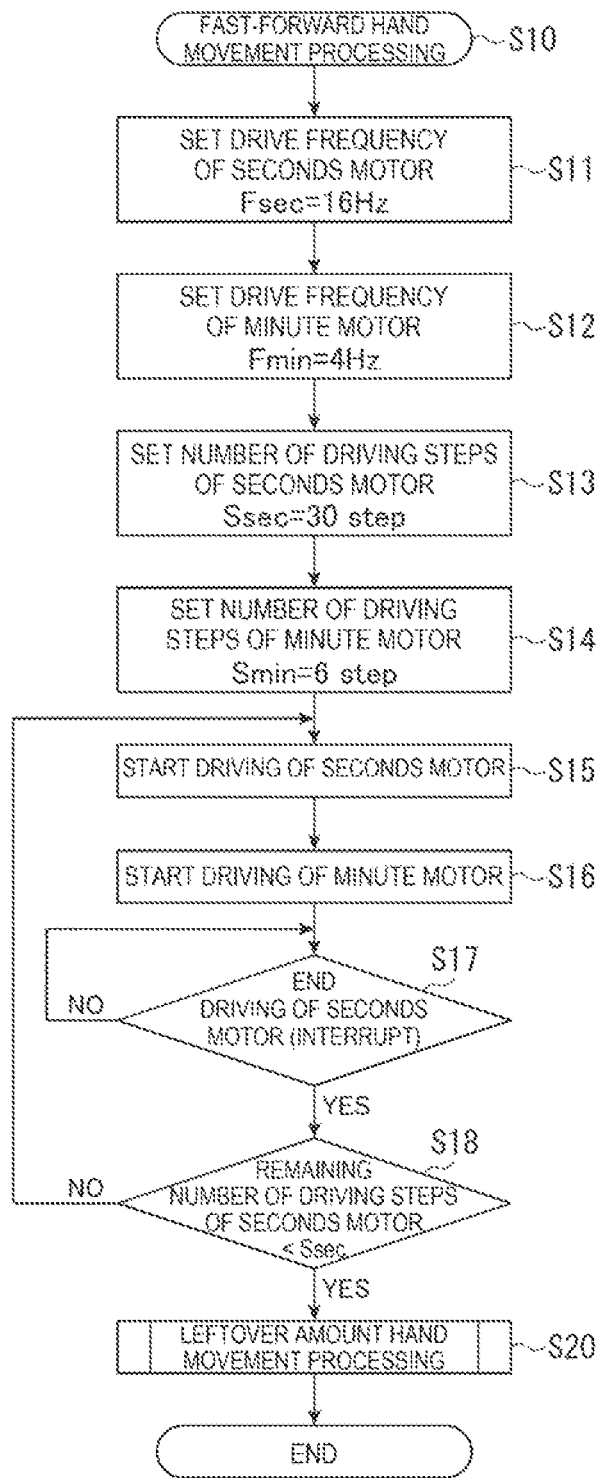 FAST-FORWARD HAND
MOVEMENT PROCESSING
S10
SET DRIVE FREQUENCY
OF SECONDS MOTOR
Fsec=16Hz
S11
SET DRIVE FREQUENCY
OF MINUTE MOTOR
Fmin=4Hz
S12
SET NUMBER OF DRIVING STEPS
OF SECONDS MOTOR
Ssec=30 step
S13
SET NUMBER OF DRIVING
STEPS OF MINUTE MOTOR
Smin=6 step
S14
START DRIVING OF SECONDS MOTOR
S15
START DRIVING OF MINUTE MOTOR
S16
S17
END
DRIVING OF SECONDS
MOTOR (INTERRUPT)
NO
YES
S18
REMAINING
NUMBER OF DRIVING STEPS
OF SECONDS MOTOR
< Ssec
NO
YES
LEFTOVER AMOUNT HAND
MOVEMENT PROCESSING
S20
END